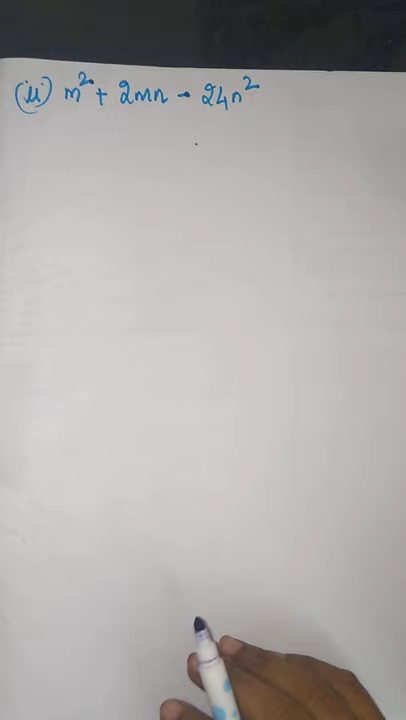 (ii) m² + 2mn - 24n²